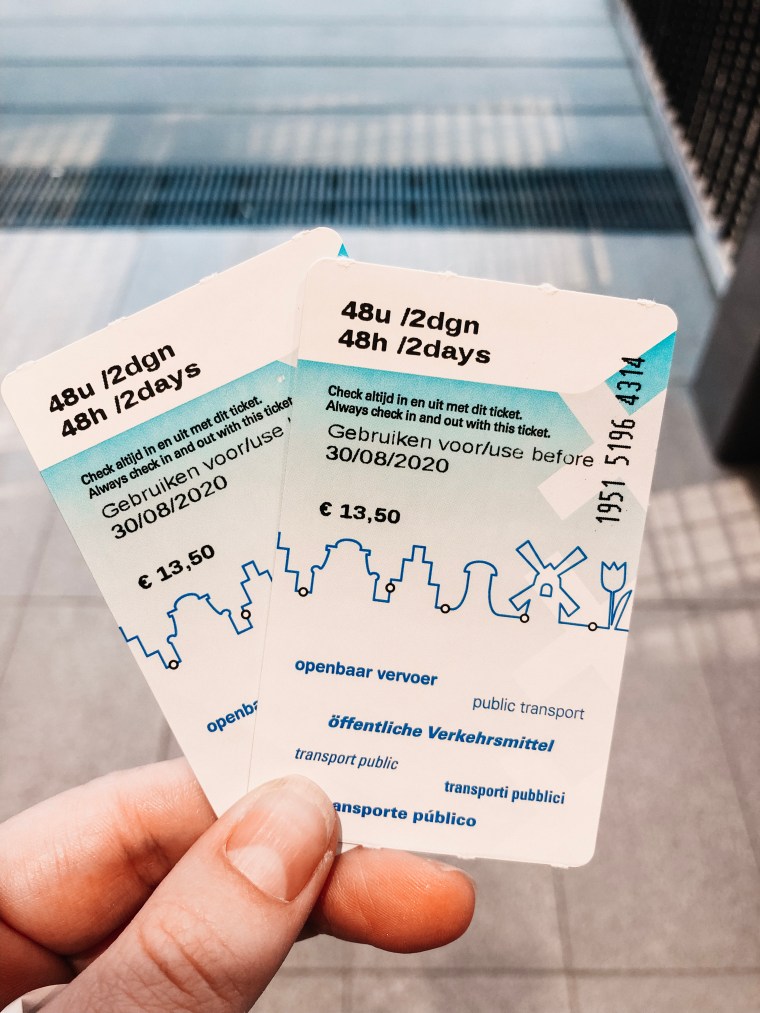 48u /2dgn
48h /2days
Check altijd in en uit met dit ticket.
Always check in and out with this ticket
Gebruiken voor/use
30/08/2020
€ 13,50
48u /2dgn
48h /2days
Check altijd in en uit met dit ticket.
Always check in and out with this ticket.
Gebruiken voor/use before
30/08/2020
€ 13,50
1951 5196 4314
openbaar vervoer
public transport
öffentliche Verkehrsmittel
transport public
transporti pubblici
público